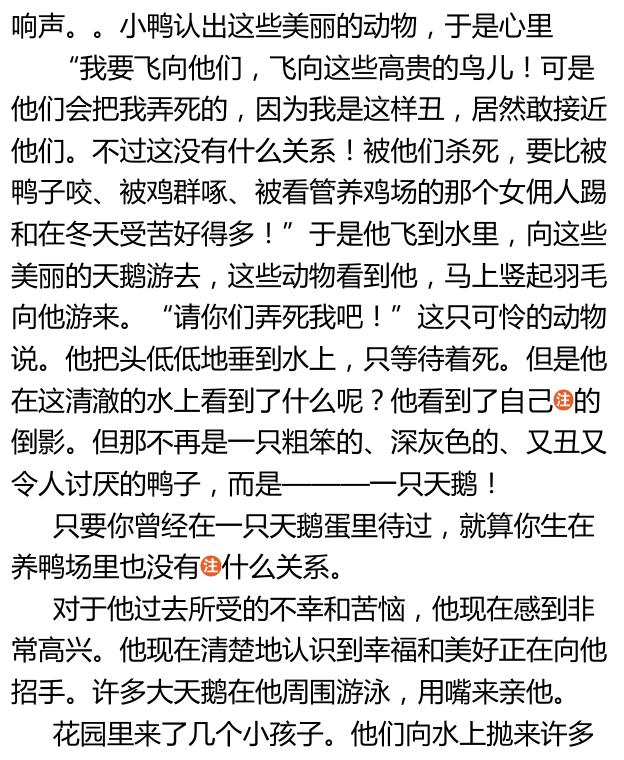 响声。。小鸭认出这些美丽的动物，于是心里
“我要飞向他们，飞向这些高贵的鸟儿！可是
他们会把我弄死的，因为我是这样丑，居然敢接近
他们。不过这没有什么关系！被他们杀死，要比被
鸭子咬、被鸡群啄、被看管养鸡场的那个女佣人踢
和在冬天受苦好得多！”于是他飞到水里，向这些
美丽的天鹅游去，这些动物看到他，马上竖起羽毛
向他游来。“请你们弄死我吧！”这只可怜的动物
说。他把头低低地垂到水上，只等待着死。但是他
在这清澈的水上看到了什么呢？他看到了自己注的
倒影。但那不再是一只粗笨的、深灰色的、又丑又
令人讨厌的鸭子，而是————一只天鹅！
只要你曾经在一只天鹅蛋里待过，就算你生在
养鸭场里也没有注什么关系。
对于他过去所受的不幸和苦恼，他现在感到非
常高兴。他现在清楚地认识到幸福和美好正在向他
招手。许多大天鹅在他周围游泳，用嘴来亲他。
花园里来了几个小孩子。他们向水上抛来许多